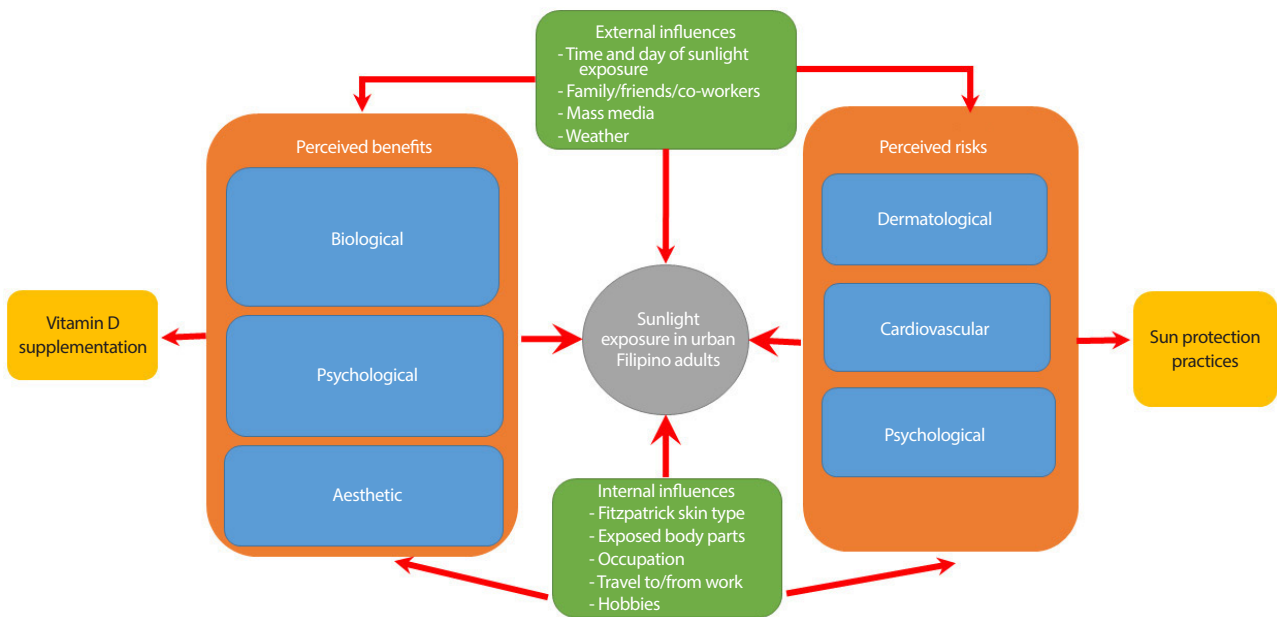 External influences
- Time and day of sunlight
exposure
- Family/friends/co-workers
- Mass media
- Weather
Perceived benefits
Biological
Psychological
Aesthetic
Vitamin D
supplementation
Sunlight
exposure in urban
Filipino adults
Perceived risks
Dermatological
Cardiovascular
Psychological
Sun protection
practices
Internal influences
- Fitzpatrick skin type
- Exposed body parts
- Occupation
- Travel to/from work
- Hobbies